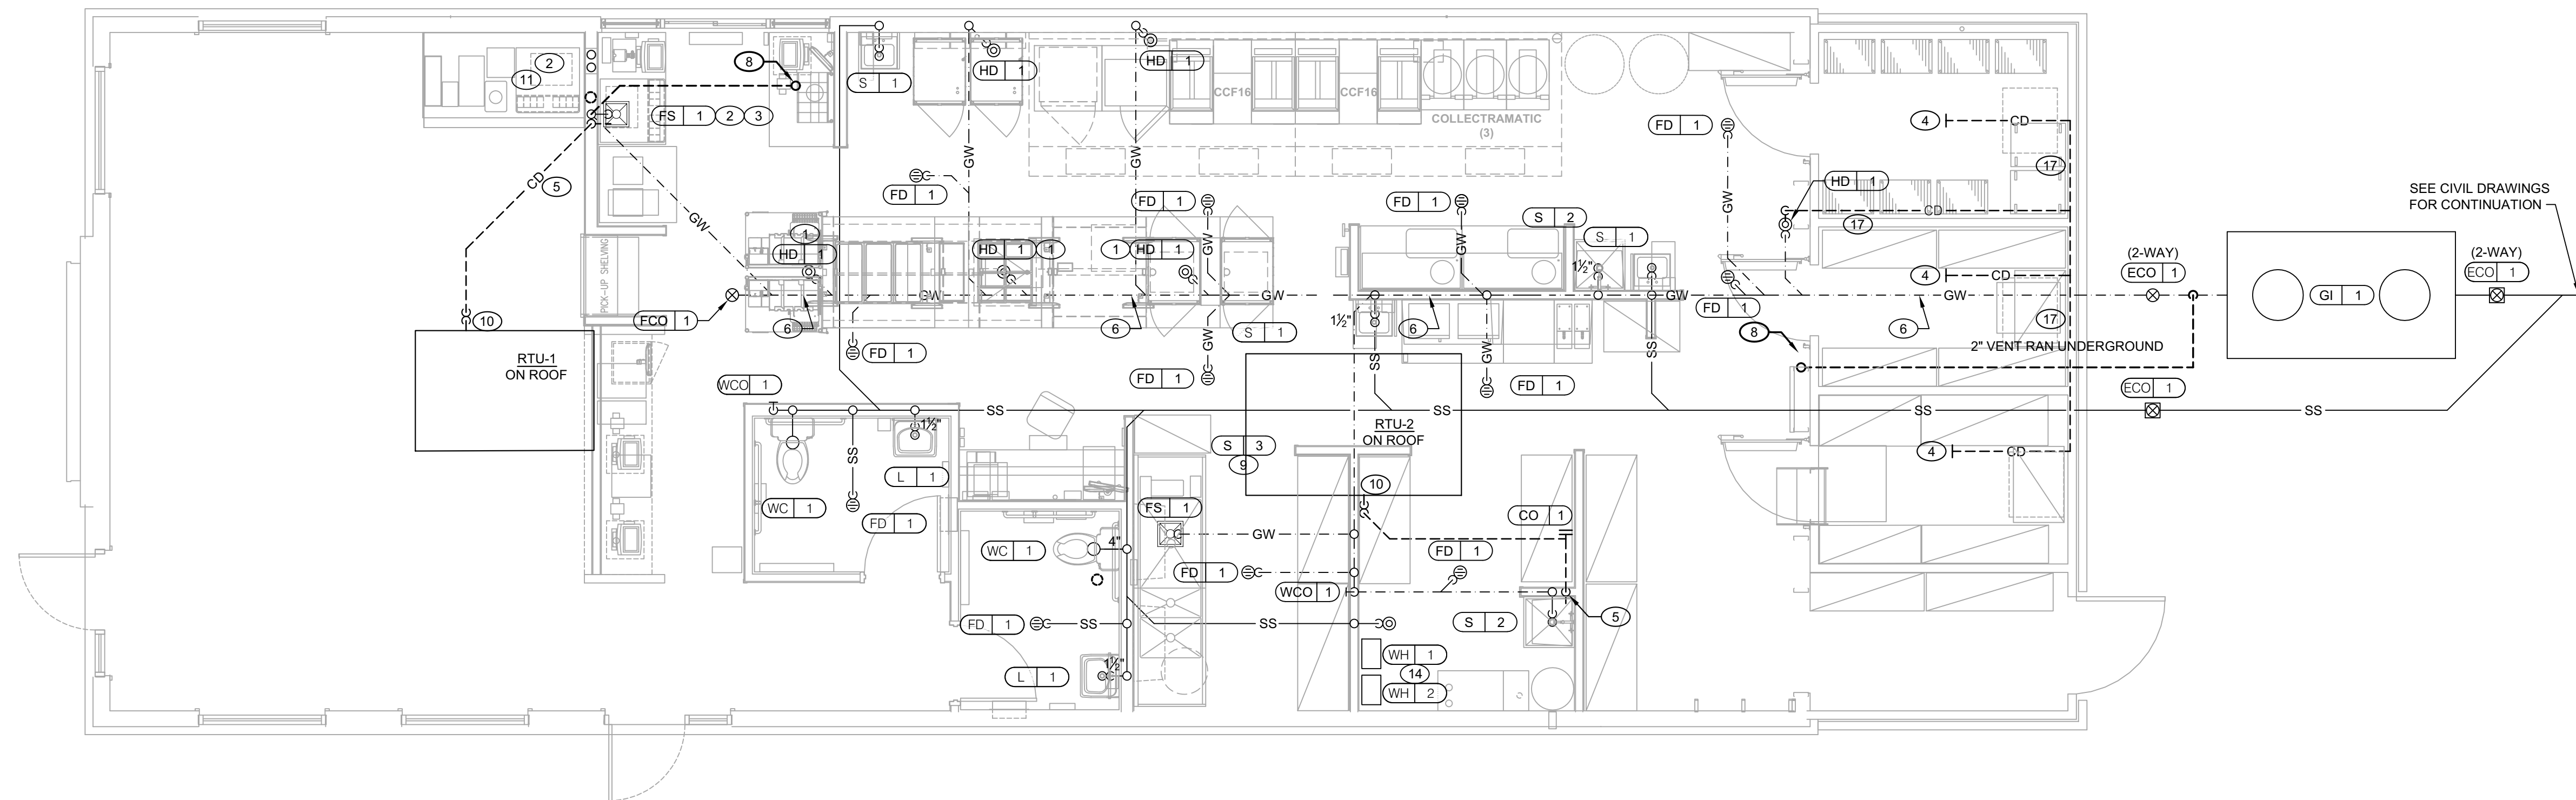 2
11
8
FS 1 2 3
S 1
HD 1
HD 1
CCF16
CCF16
COLLECTRAMATIC
(3)
FD 1
4
CD
17
CD
5
GW
GW
GW
FD 1
GW
FD 1
FD 1
S 2
S 1
HD 1
CD
17
SEE CIVIL DRAWINGS
FOR CONTINUATION
PICK-UP SHELVING
1
HD 1
HD 1 1
1 HD 1
GW
GW
1½"
4
CD
(2-WAY)
ECO 1
(2-WAY)
ECO 1
GI 1
10
FCO 1
6
GW
6
GW
S 1
1½"
6
GW
FD 1
6
GW
17
RTU-1
ON ROOF
FD 1
GW
SS
GW
SS
8
2" VENT RAN UNDERGROUND
WCO 1
FD 1
FD 1
ECO 1
SS
SS
SS
SS
1½"
RTU-2
ON ROOF
S 3
9
4
CD
SS
L 1
10
WC 1
FD 1
FS 1
CO 1
4"
WC 1
GW
FD 1
FD 1
WCO 1
FD 1
SS
SS
S 2
5
1½"
L 1
WH 1
14
WH 2